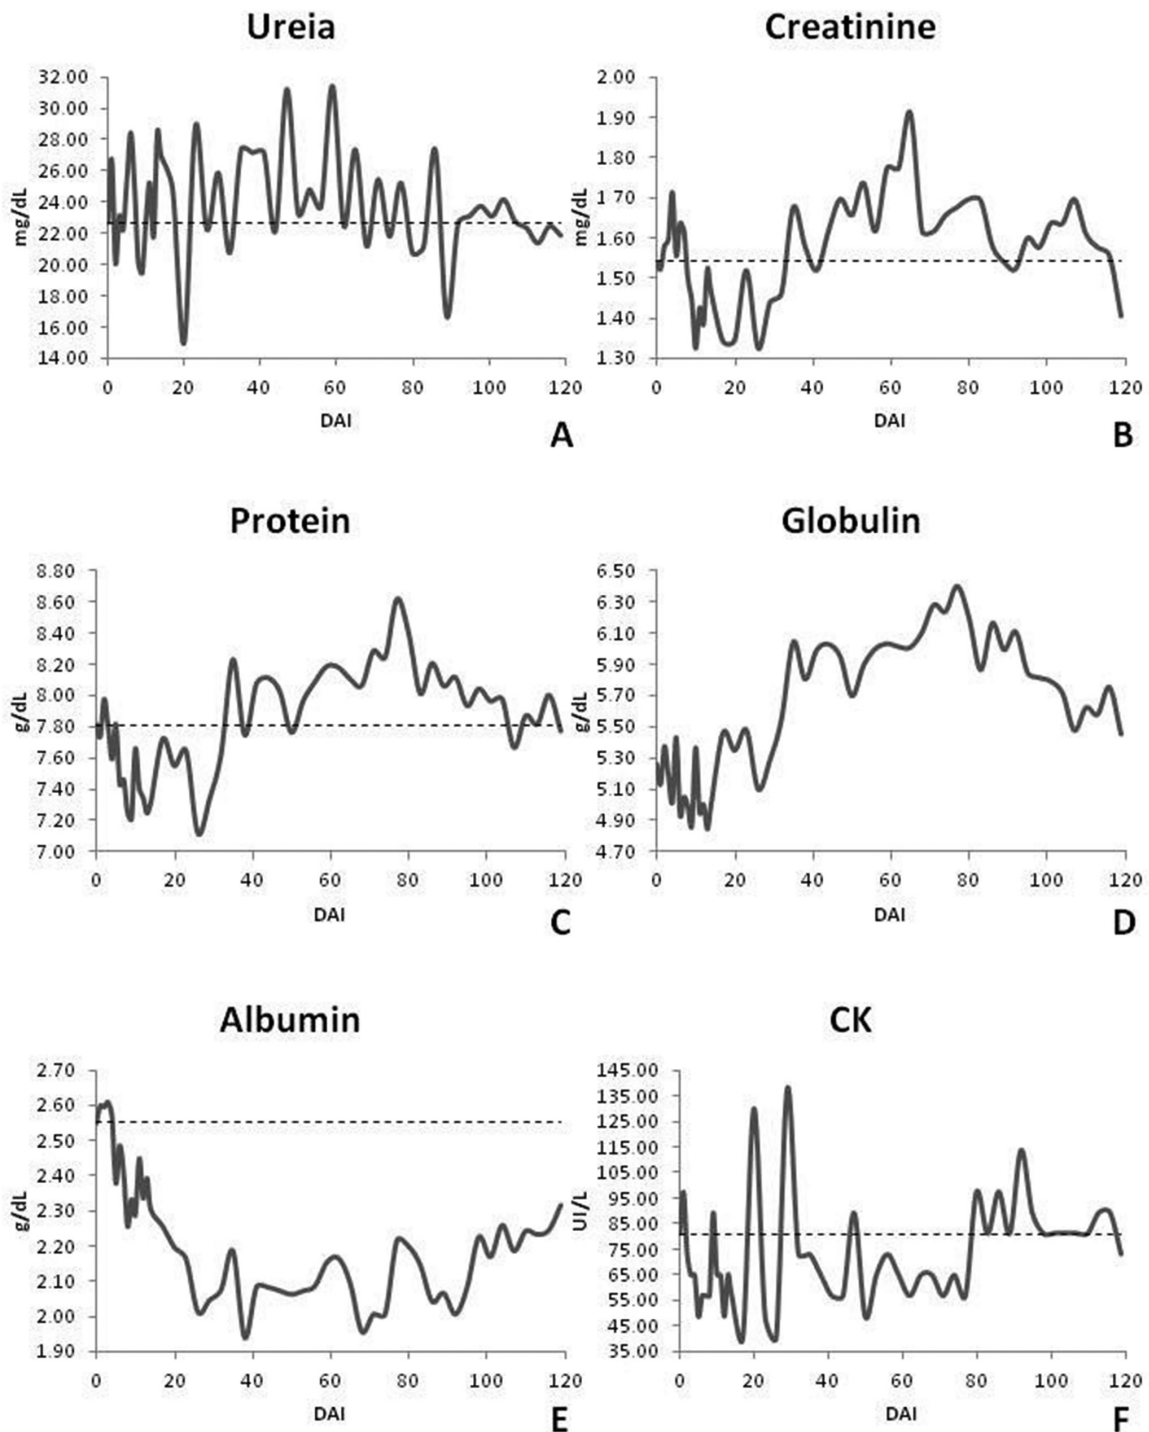 Ureia
mg/dL
32.00
30.00
28.00
26.00
24.00
22.00
20.00
18.00
16.00
14.00
0 20 40 60 80 100 120
DAI
A
Creatinine
mg/dL
2.00
1.90
1.80
1.70
1.60
1.50
1.40
1.30
0 20 40 60 80 100 120
DAI
B
Protein
g/dL
8.80
8.60
8.40
8.20
8.00
7.80
7.60
7.40
7.20
7.00
0 20 40 60 80 100 120
DAI
C
Globulin
g/dL
6.50
6.30
6.10
5.90
5.70
5.50
5.30
5.10
4.90
4.70
0 20 40 60 80 100 120
DAI
D
Albumin
g/dL
2.70
2.60
2.50
2.40
2.30
2.20
2.10
2.00
1.90
0 20 40 60 80 100 120
DAI
E
CK
UI/L
145.00
135.00
125.00
115.00
105.00
95.00
85.00
75.00
65.00
55.00
45.00
35.00
0 20 40 60 80 100 120
DAI
F